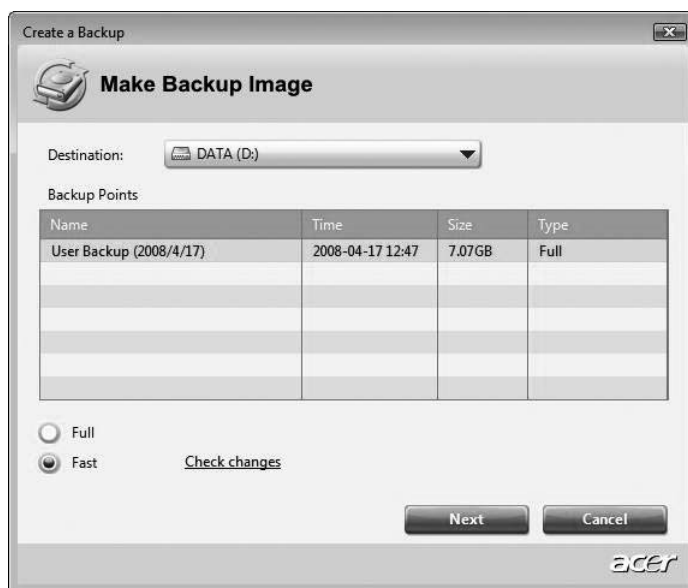 Create a Backup
Make Backup Image
Destination: DATA (D:)
Backup Points
Name Time Size Type
User Backup (2008/4/17) 2008-04-17 12:47 7.07GB Full
Full
Fast Check changes
Next Cancel
acer